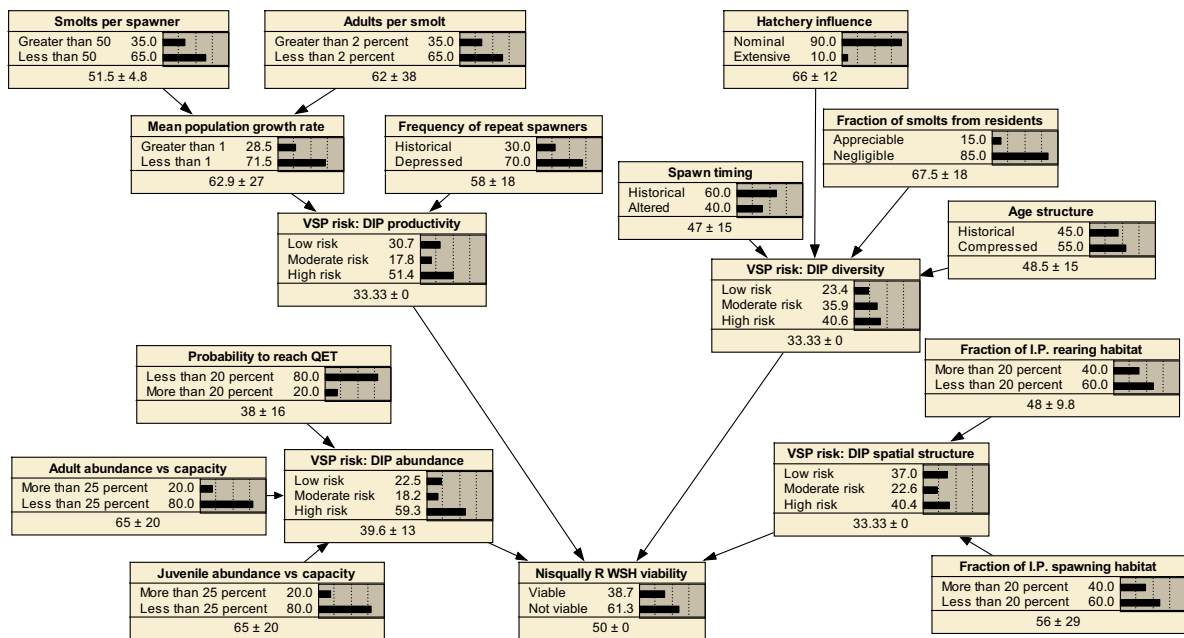 Smolts per spawner
Greater than 50 35.0
Less than 50 65.0
51.5 ± 4.8
Adults per smolt
Greater than 2 percent 35.0
Less than 2 percent 65.0
62 ± 38
Hatchery influence
Nominal 90.0
Extensive 10.0
66 ± 12
Mean population growth rate
Greater than 1 28.5
Less than 1 71.5
62.9 ± 27
Frequency of repeat spawners
Historical 30.0
Depressed 70.0
58 ± 18
Fraction of smolts from residents
Appreciable 15.0
Negligible 85.0
67.5 ± 18
Spawn timing
Historical 60.0
Altered 40.0
47 ± 15
Age structure
Historical 45.0
Compressed 55.0
48.5 ± 15
VSP risk: DIP productivity
Low risk 30.7
Moderate risk 17.8
High risk 51.4
33.33 ± 0
VSP risk: DIP diversity
Low risk 23.4
Moderate risk 35.9
High risk 40.6
33.33 ± 0
Probability to reach QET
Less than 20 percent 80.0
More than 20 percent 20.0
38 ± 16
Fraction of I.P. rearing habitat
More than 20 percent 40.0
Less than 20 percent 60.0
48 ± 9.8
Adult abundance vs capacity
More than 25 percent 20.0
Less than 25 percent 80.0
65 ± 20
VSP risk: DIP abundance
Low risk 22.5
Moderate risk 18.2
High risk 59.3
39.6 ± 13
VSP risk: DIP spatial structure
Low risk 37.0
Moderate risk 22.6
High risk 40.4
33.33 ± 0
Juvenile abundance vs capacity
More than 25 percent 20.0
Less than 25 percent 80.0
65 ± 20
Nisqually R WSH viability
Viable 38.7
Not viable 61.3
50 ± 0
Fraction of I.P. spawning habitat
More than 20 percent 40.0
Less than 20 percent 60.0
56 ± 29